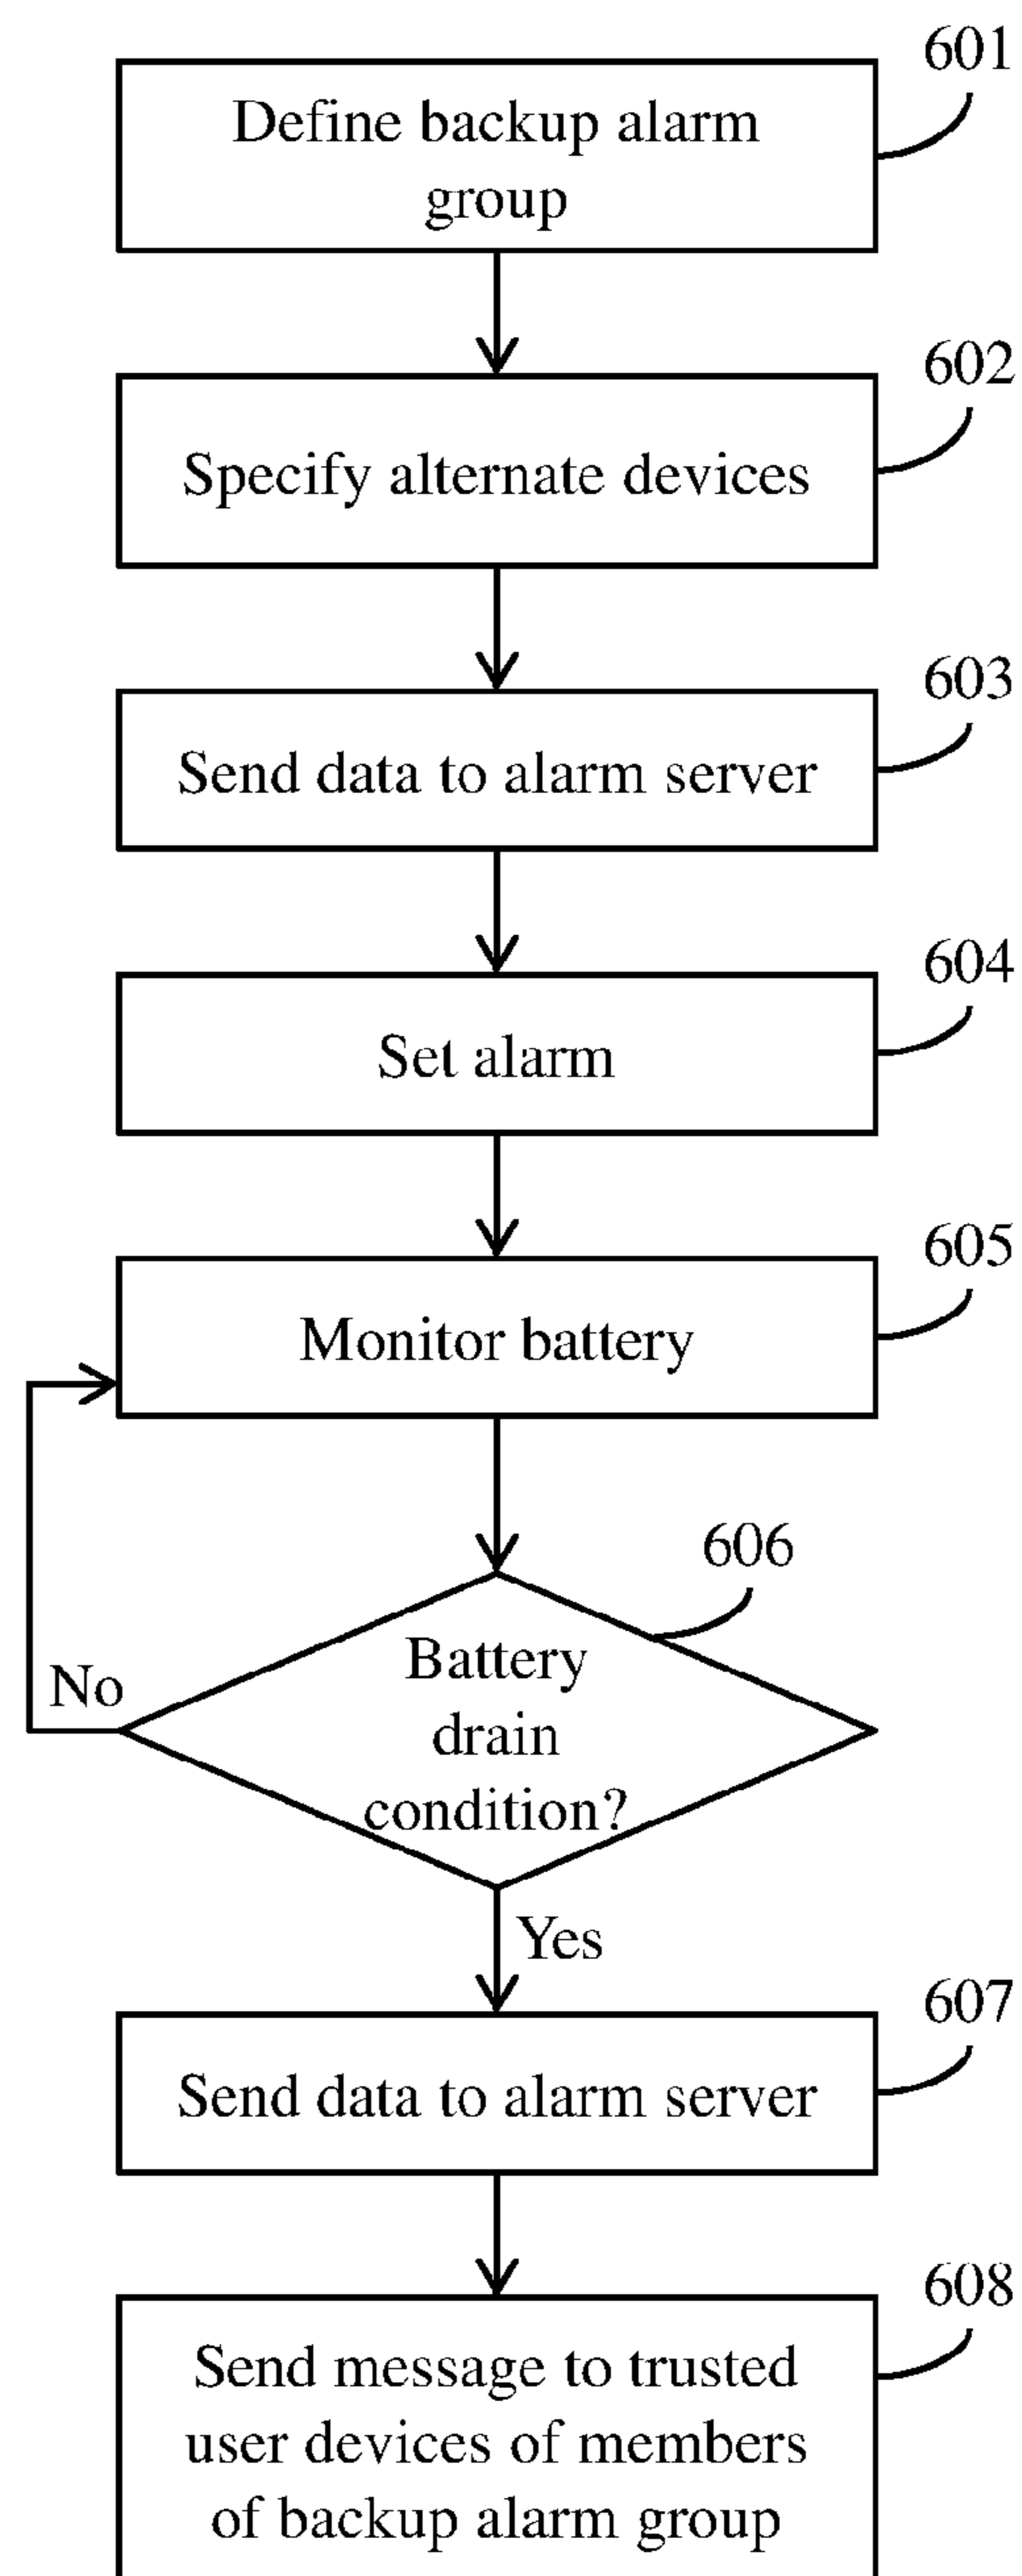 601
Define backup alarm
group
602
Specify alternate devices
603
Send data to alarm server
604
Set alarm
605
Monitor battery
606
Battery
drain
condition?
No
Yes
607
Send data to alarm server
608
Send message to trusted
user devices of members
of backup alarm group